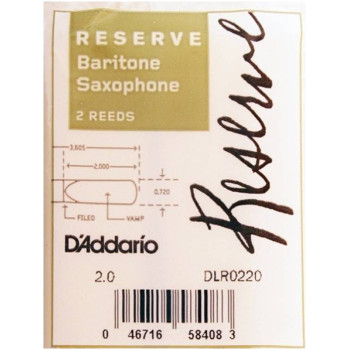 RESERVE
Baritone
Saxophone
2 REEDS
Reserve
3.605
2.000
0.720
FILED
VAMP
D'Addario
2.0 DLR0220
0 46716 58408 3